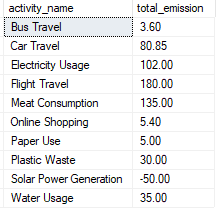 activity_name total_emission
Bus Travel 3.60
Car Travel 80.85
Electricity Usage 102.00
Flight Travel 180.00
Meat Consumption 135.00
Online Shopping 5.40
Paper Use 5.00
Plastic Waste 30.00
Solar Power Generation -50.00
Water Usage 35.00